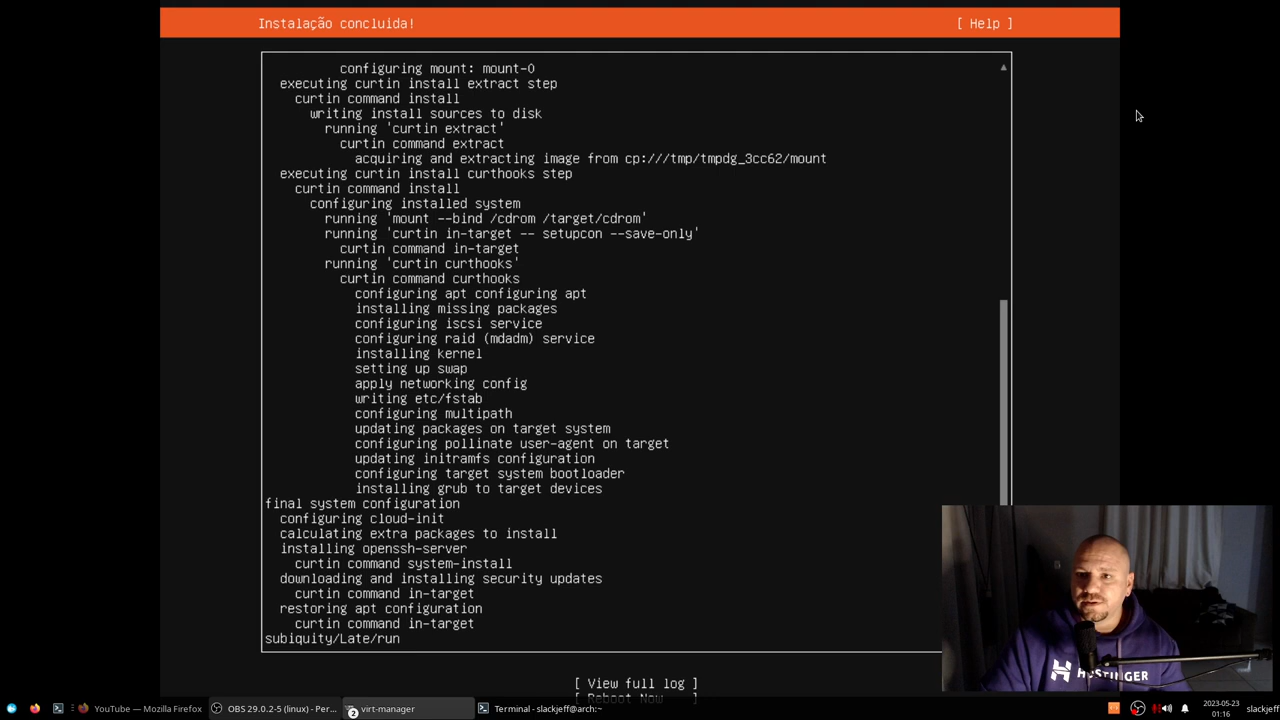 Instalação concluída!
[ Help ]
configuring mount: mount-0
executing curtin install extract step
curtin command install
writing install sources to disk
running 'curtin extract'
curtin command extract
acquiring and extracting image from cp:///tmp/tmpdg_3cc62/mount
executing curtin install curthooks step
curtin command install
configuring installed system
running 'mount --bind /cdrom /target/cdrom'
running 'curtin in-target -- setupcon --save-only'
curtin command in-target
running 'curtin curthooks'
curtin command curthooks
configuring apt configuring apt
installing missing packages
configuring iscsi service
configuring raid (mdadm) service
installing kernel
setting up swap
apply networking config
writing etc/fstab
configuring multipath
updating packages on target system
configuring pollinate user-agent on target
updating initramfs configuration
configuring target system bootloader
installing grub to target devices
final system configuration
configuring cloud-init
calculating extra packages to install
installing openssh-server
curtin command system-install
downloading and installing security updates
curtin command in-target
restoring apt configuration
curtin command in-target
subiquity/Late/run
[ View full log ]
[ Reboot Now ]
HOSTINGER
YouTube — Mozilla Firefox
OBS 29.0.2-5 (linux) - Per...
2
virt-manager
Terminal - slackjeff@arch:~
2023-05-23
01:16
slackjeff